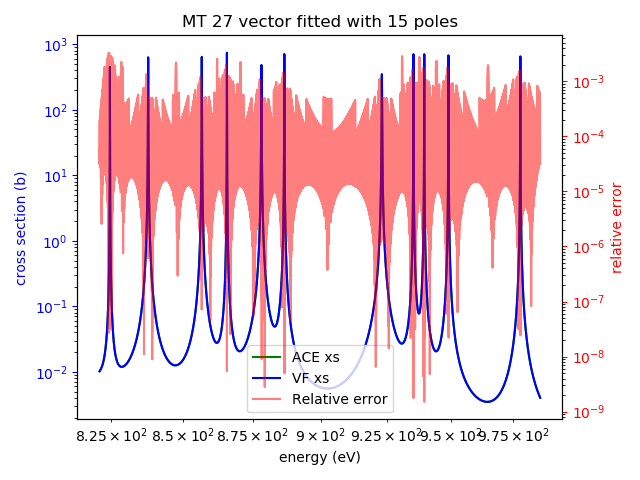 MT 27 vector fitted with 15 poles
10³
10²
10¹
10⁰
10⁻¹
10⁻²
cross section (b)
10⁻³
10⁻⁴
10⁻⁵
10⁻⁶
10⁻⁷
10⁻⁸
10⁻⁹
relative error
ACE xs
VF xs
Relative error
8.25 × 10² 8.5 × 10² 8.75 × 10² 9 × 10² 9.25 × 10² 9.5 × 10² 9.75 × 10²
energy (eV)